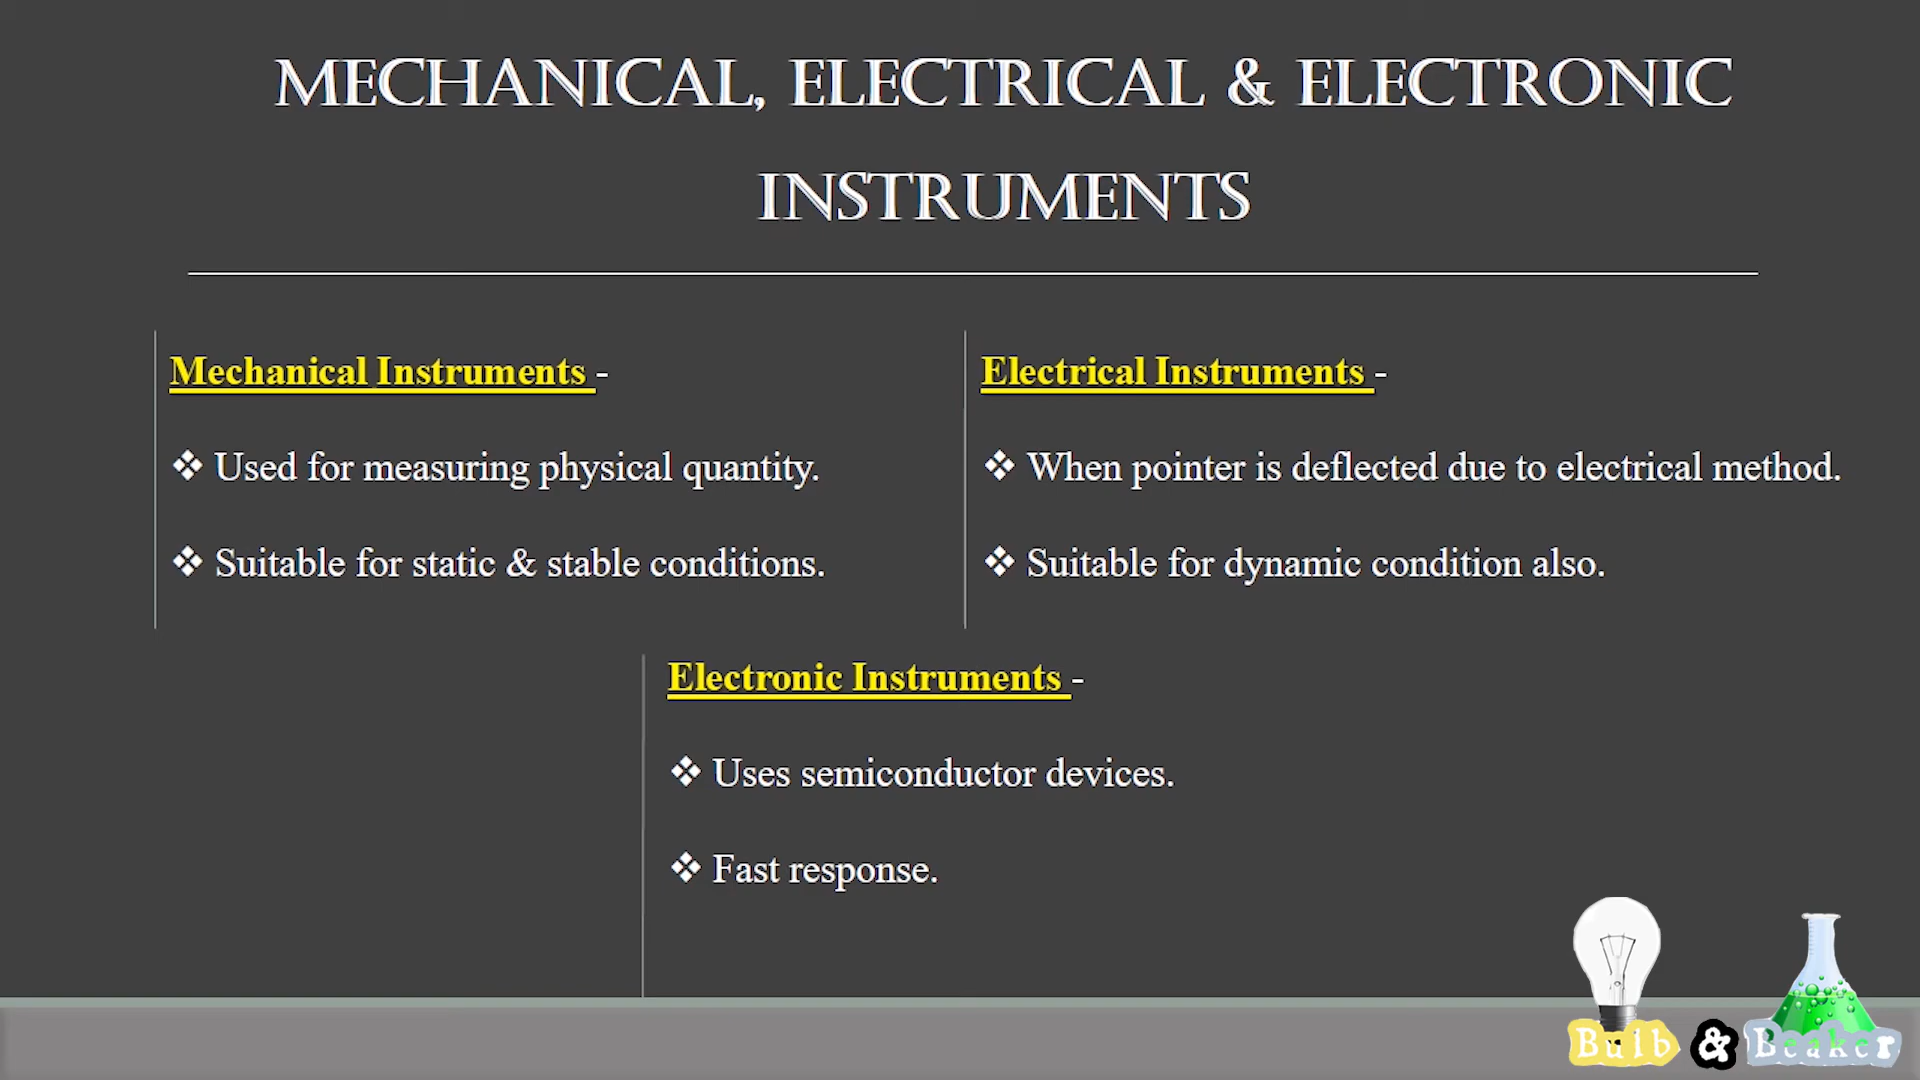 MECHANICAL, ELECTRICAL & ELECTRONIC
INSTRUMENTS
Mechanical Instruments -
❖ Used for measuring physical quantity.
❖ Suitable for static & stable conditions.
Electrical Instruments -
❖ When pointer is deflected due to electrical method.
❖ Suitable for dynamic condition also.
Electronic Instruments -
❖ Uses semiconductor devices.
❖ Fast response.
Bulb & Beaker